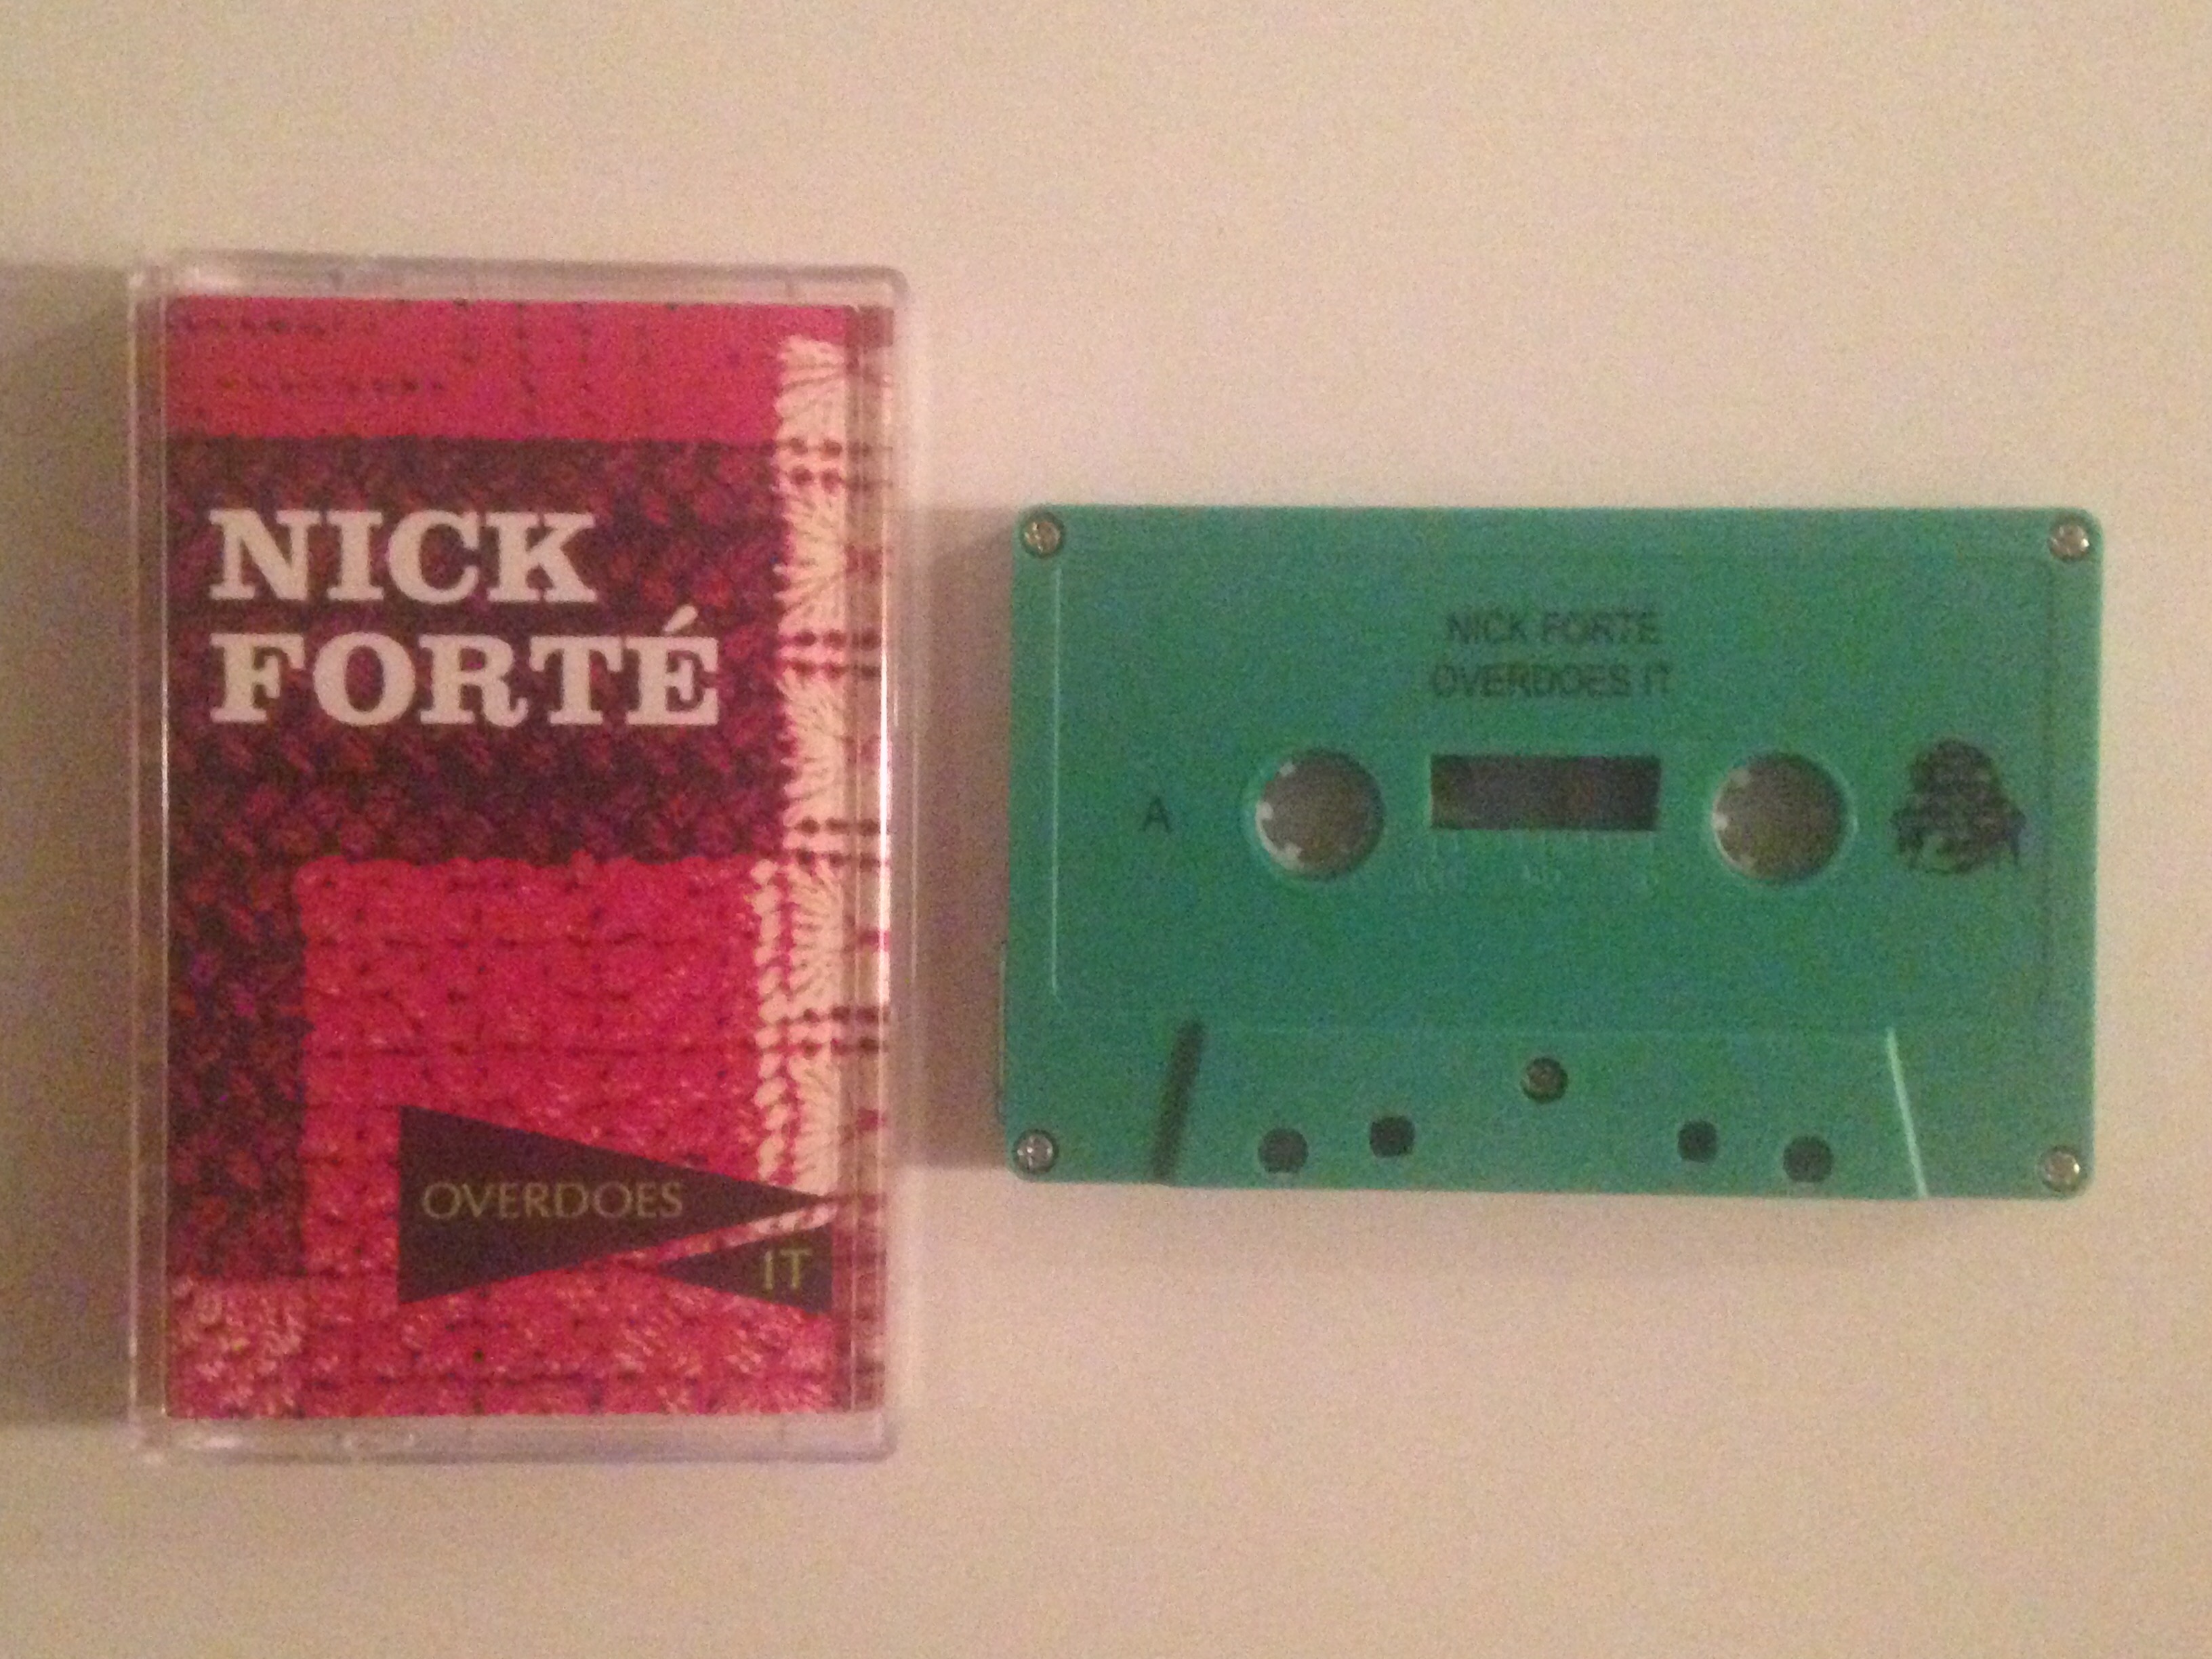 NICK
FORTÉ
OVERDOES
IT
NICK FORTE
OVERDOES IT
A